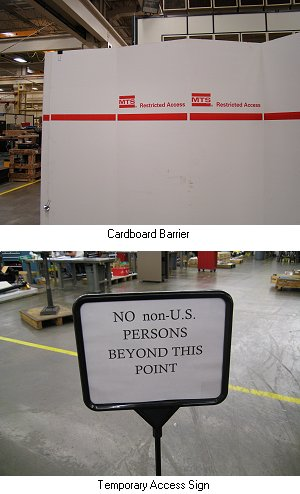 MTS Restricted Access MTS Restricted Access
Cardboard Barrier
NO non-U.S.
PERSONS
BEYOND THIS
POINT
Temporary Access Sign